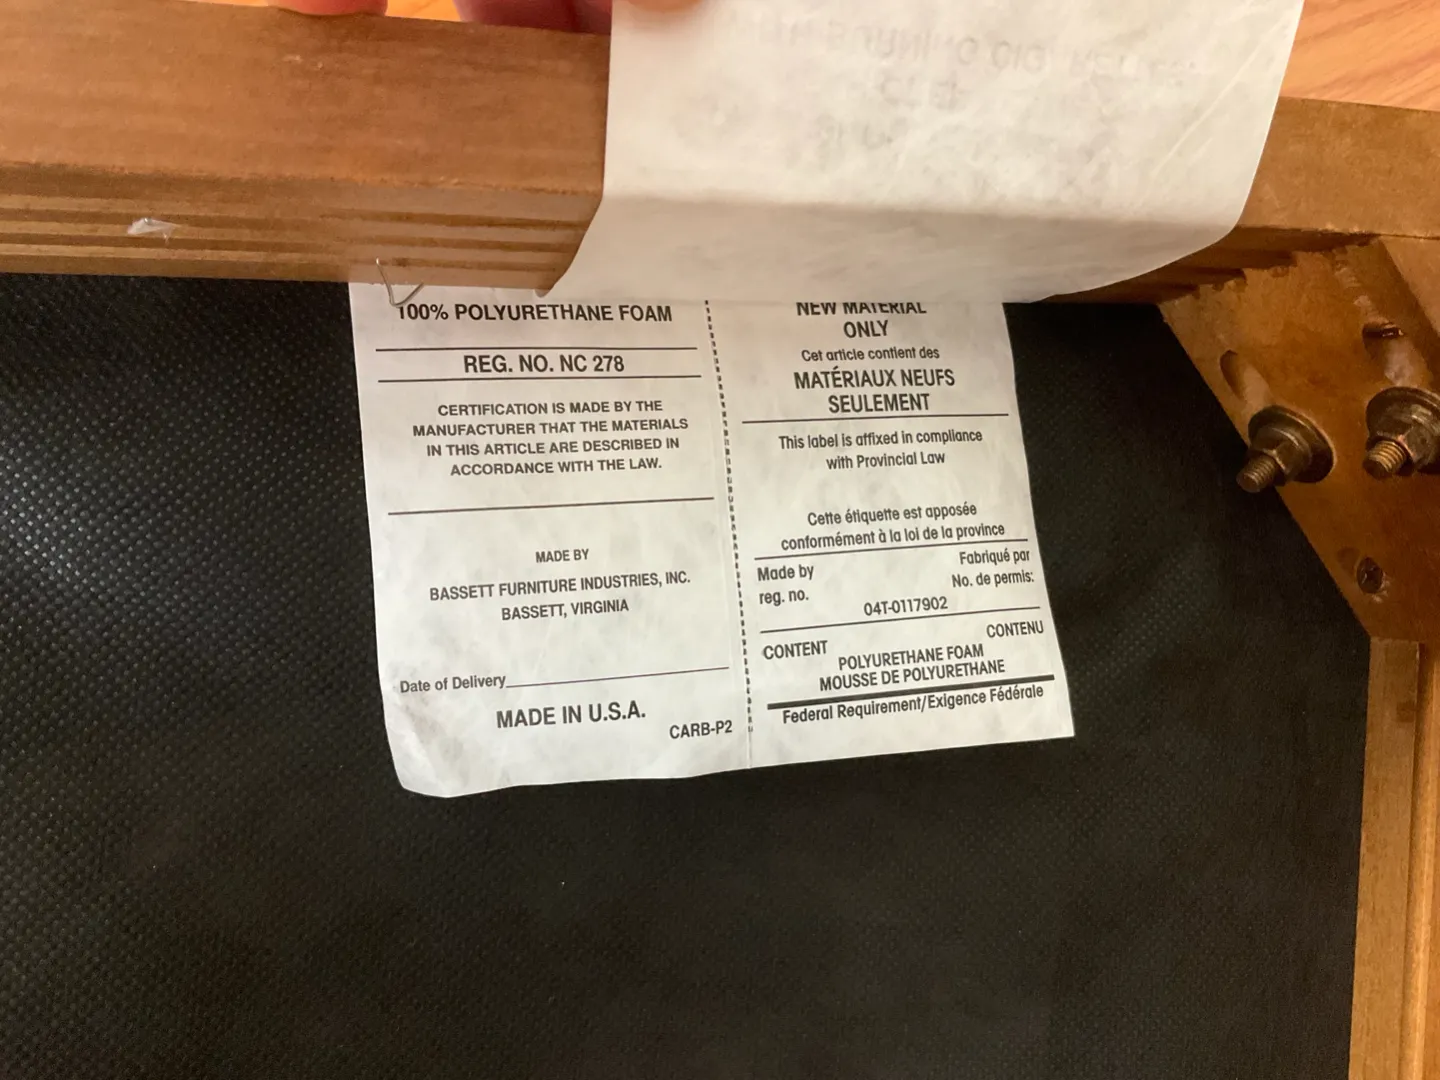 100% POLYURETHANE FOAM
REG. NO. NC 278
CERTIFICATION IS MADE BY THE
MANUFACTURER THAT THE MATERIALS
IN THIS ARTICLE ARE DESCRIBED IN
ACCORDANCE WITH THE LAW.
MADE BY
BASSETT FURNITURE INDUSTRIES, INC.
BASSETT, VIRGINIA
Date of Delivery
MADE IN U.S.A.
CARB-P2
NEW MATERIAL
ONLY
Cet article contient des
MATÉRIAUX NEUFS
SEULEMENT
This label is affixed in compliance
with Provincial Law
Cette étiquette est apposée
conformément à la loi de la province
Made by Fabriqué par
reg. no. No. de permis:
04T-0117902
CONTENT CONTENU
POLYURETHANE FOAM
MOUSSE DE POLYURETHANE
Federal Requirement/Exigence Fédérale